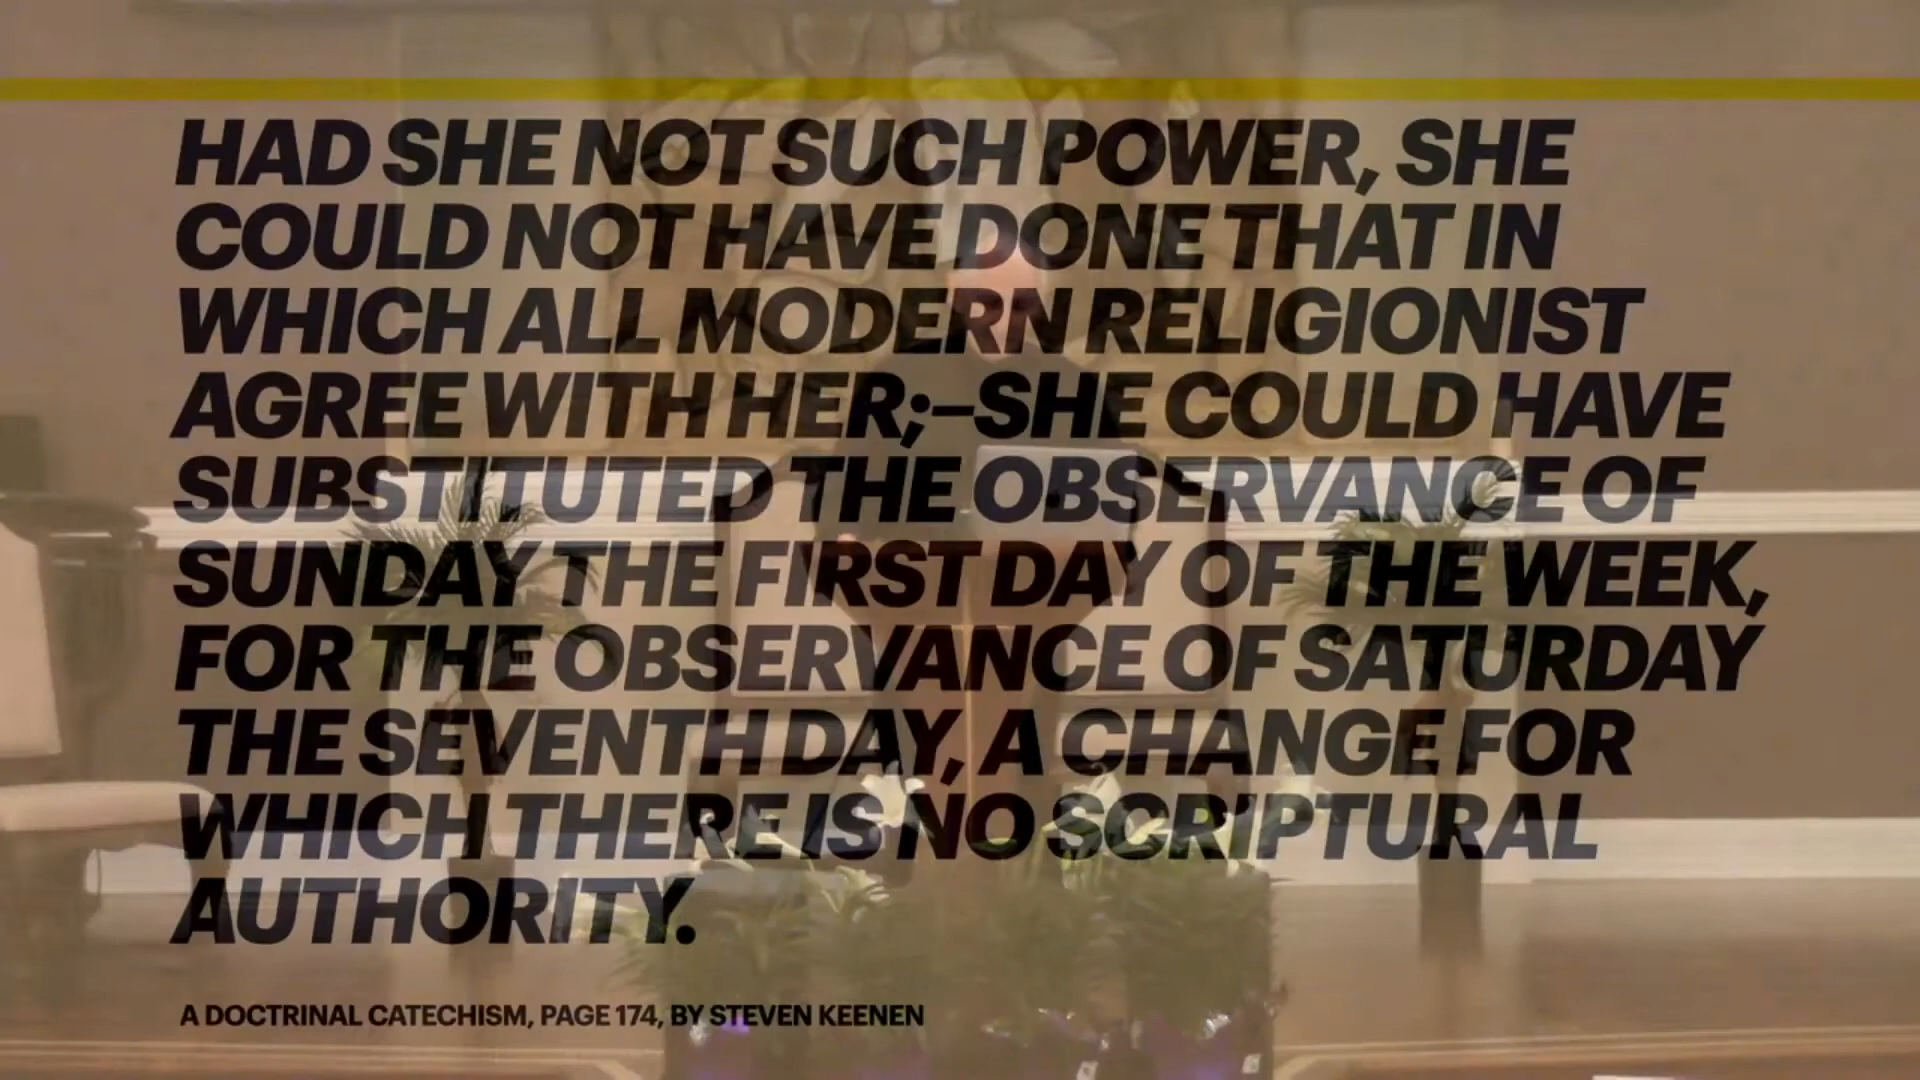 HAD SHE NOT SUCH POWER, SHE
COULD NOT HAVE DONE THAT IN
WHICH ALL MODERN RELIGIONIST
AGREE WITH HER;–SHE COULD HAVE
SUBSTITUTED THE OBSERVANCE OF
SUNDAY THE FIRST DAY OF THE WEEK,
FOR THE OBSERVANCE OF SATURDAY
THE SEVENTH DAY, A CHANGE FOR
WHICH THERE IS NO SCRIPTURAL
AUTHORITY.
A DOCTRINAL CATECHISM, PAGE 174, BY STEVEN KEENEN